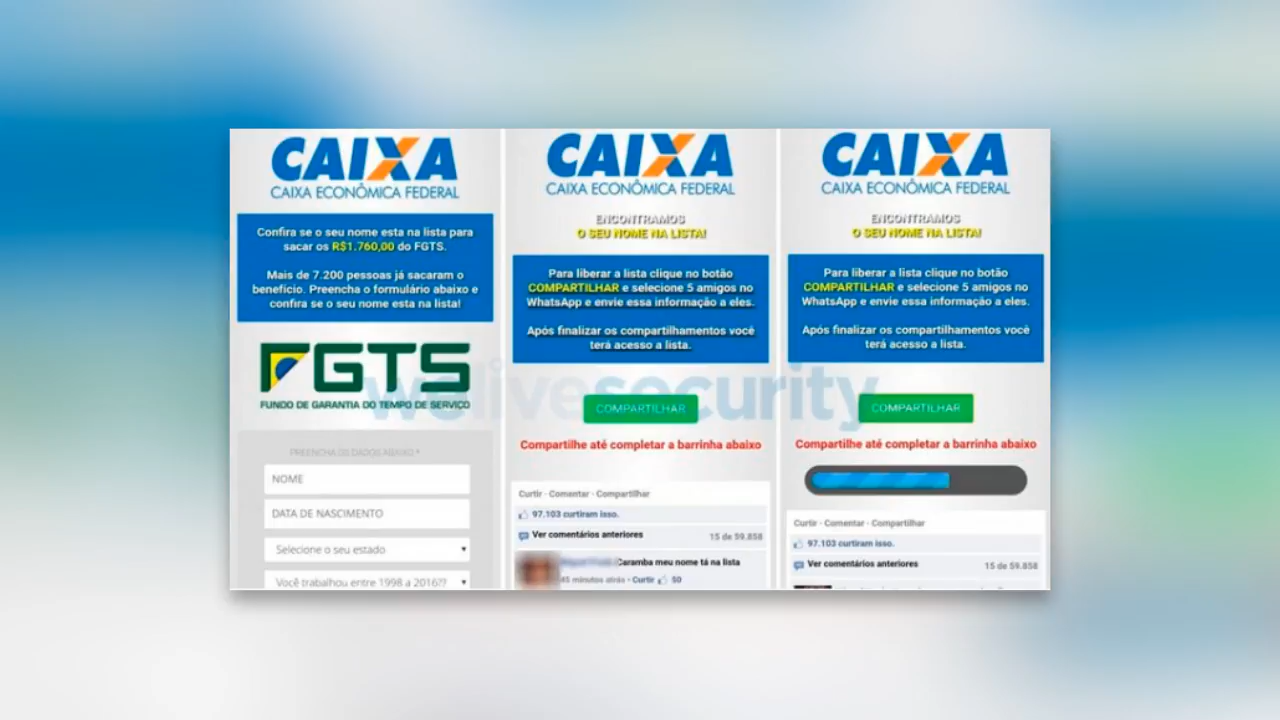 CAIXA
CAIXA ECONÔMICA FEDERAL
Confira se o seu nome esta na lista para
sacar os R$1.760,00 do FGTS.
Mais de 7.200 pessoas já sacaram o
benefício. Preencha o formulário abaixo e
confira se o seu nome esta na lista!
FGTS
FUNDO DE GARANTIA DO TEMPO DE SERVIÇO
PREENCHA OS DADOS ABAIXO *
NOME
DATA DE NASCIMENTO
Selecione o seu estado
Você trabalhou entre 1998 a 2016??
CAIXA
CAIXA ECONÔMICA FEDERAL
ENCONTRAMOS
O SEU NOME NA LISTA!
Para liberar a lista clique no botão
COMPARTILHAR e selecione 5 amigos no
WhatsApp e envie essa informação a eles.
Após finalizar os compartilhamentos você
terá acesso a lista.
COMPARTILHAR
Compartilhe até completar a barrinha abaixo
Curtir · Comentar · Compartilhar
97.103 curtiram isso.
Ver comentários anteriores 15 de 59.858
Caramba meu nome tá na lista
45 minutos atrás · Curtir 50
CAIXA
CAIXA ECONÔMICA FEDERAL
ENCONTRAMOS
O SEU NOME NA LISTA!
Para liberar a lista clique no botão
COMPARTILHAR e selecione 5 amigos no
WhatsApp e envie essa informação a eles.
Após finalizar os compartilhamentos você
terá acesso a lista.
COMPARTILHAR
Compartilhe até completar a barrinha abaixo
Curtir · Comentar · Compartilhar
97.103 curtiram isso.
Ver comentários anteriores 15 de 59.858
welivesecurity